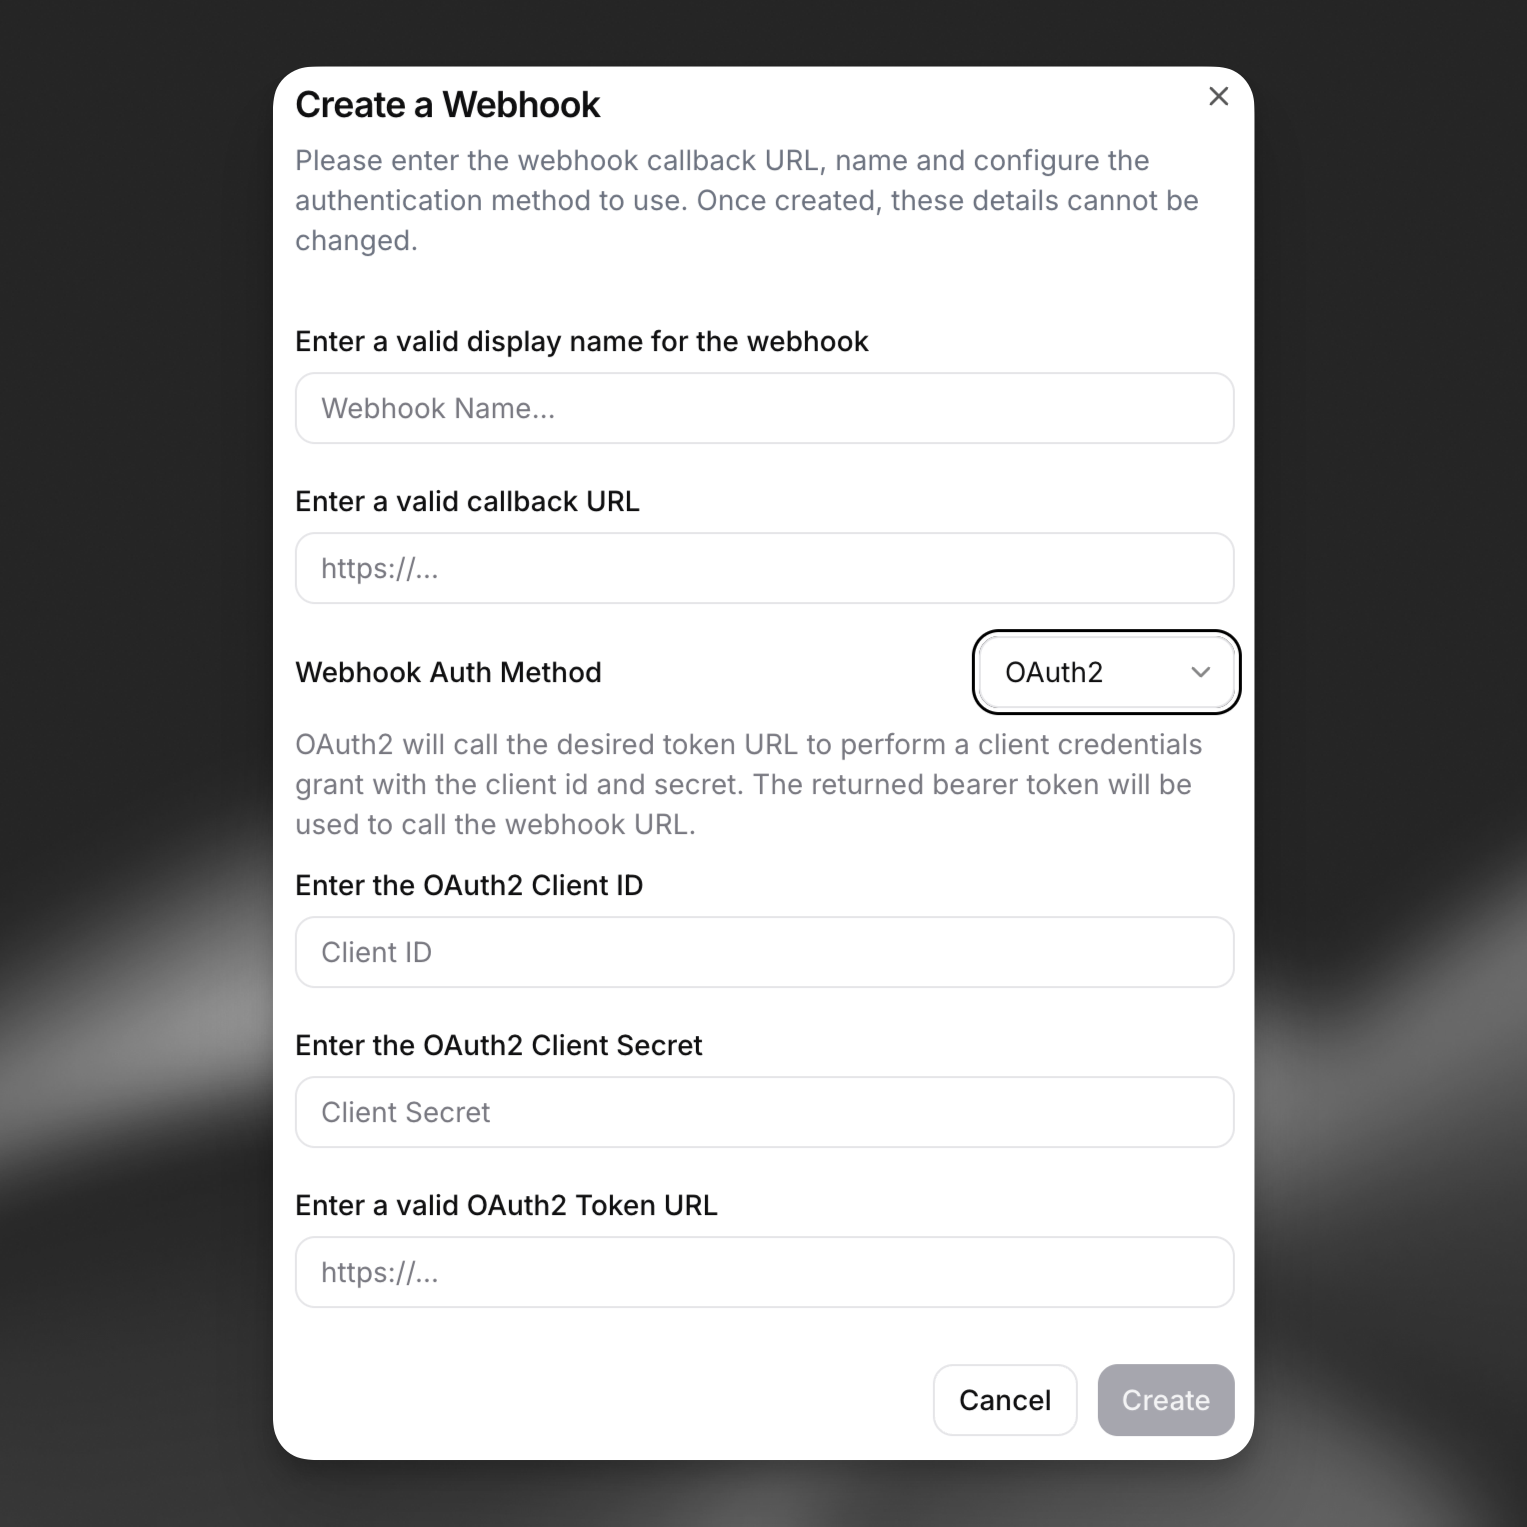 Create a Webhook
Please enter the webhook callback URL, name and configure the
authentication method to use. Once created, these details cannot be
changed.
Enter a valid display name for the webhook
Webhook Name...
Enter a valid callback URL
https://...
Webhook Auth Method
OAuth2
OAuth2 will call the desired token URL to perform a client credentials
grant with the client id and secret. The returned bearer token will be
used to call the webhook URL.
Enter the OAuth2 Client ID
Client ID
Enter the OAuth2 Client Secret
Client Secret
Enter a valid OAuth2 Token URL
https://...
Cancel
Create